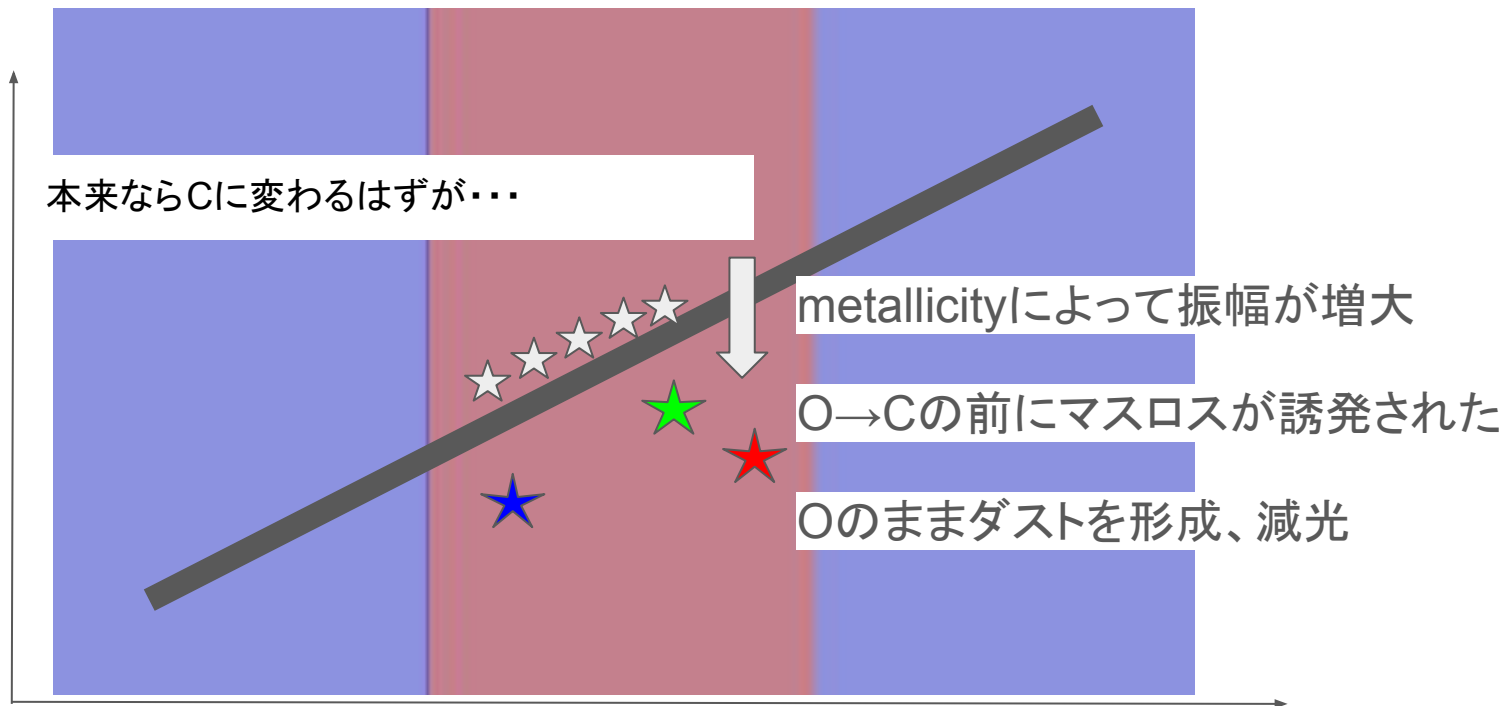 本来ならCに変わるはずが・・・
metallicityによって振幅が増大
O→Cの前にマスロスが誘発された
Oのままダストを形成、減光